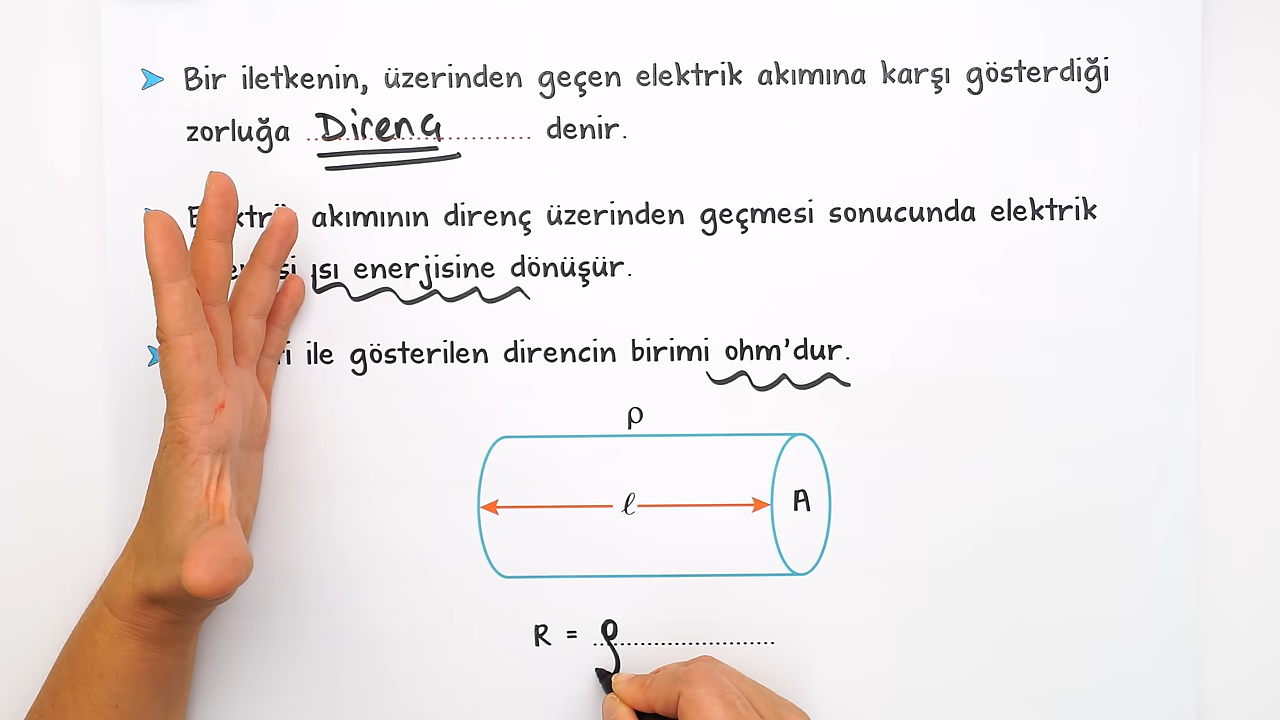 Bir iletkenin, üzerinden geçen elektrik akımına karşı gösterdiği
zorluğa Direnç denir.
akımının direnç üzerinden geçmesi sonucunda elektrik
ısı enerjisine dönüşür.
ile gösterilen direncin birimi ohm'dur.
ρ
ℓ
A
R = ρ